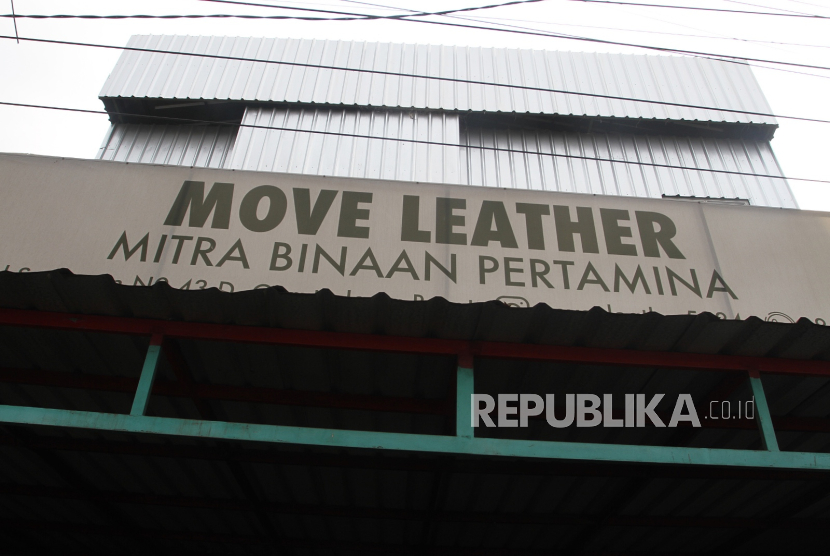 MOVE LEATHER
MITRA BINAAN PERTAMINA
REPUBLIKA.co.id